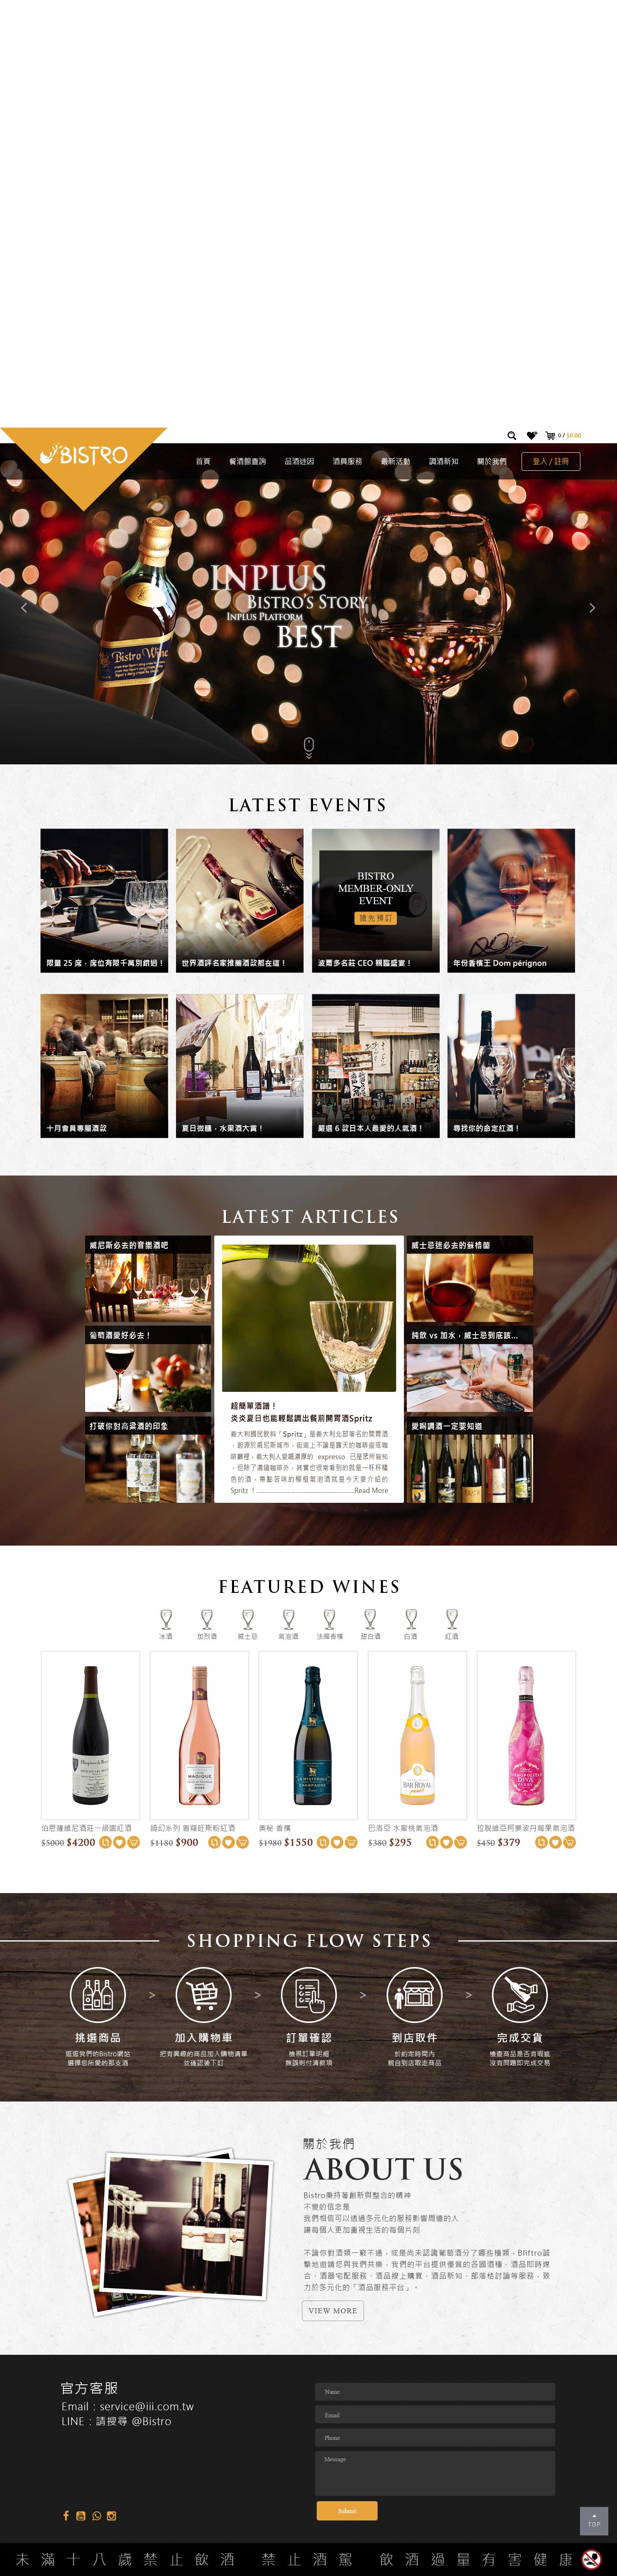 0 / $0.00
BISTRO
首頁 餐酒館查詢 品酒迷因 酒具服務 最新活動 調酒新知 關於我們 登入 / 註冊
INPLUS
BISTRO'S STORY
INPLUS PLATFORM
BEST
Bistro Wine
LATEST EVENTS
限量 25 席，席位有限千萬別錯過！
世界酒評名家推薦酒款都在這！
BISTRO
MEMBER-ONLY
EVENT
搶先預訂
波爾多名莊 CEO 親臨盛宴！
年份香檳王 Dom pérignon
十月會員專屬酒款
夏日微醺，水果酒大賞！
嚴選 6 款日本人最愛的人氣酒！
尋找你的命定紅酒！
LATEST ARTICLES
威尼斯必去的音樂酒吧
葡萄酒愛好必去！
打破你對高粱酒的印象
超簡單酒譜！
炎炎夏日也能輕鬆調出餐前開胃酒Spritz
義大利國民飲料「Spritz」是義大利北部著名的開胃酒
，起源於威尼斯城市，街道上不論是露天的咖啡座或咖
啡廳裡，義大利人愛喝濃厚的 expresso 已是眾所皆知
，但除了濃讚咖啡外，其實也很常看到的就是一杯杯橘
色的酒，帶點苦味的柳橙氣泡酒就是今天要介紹的
Spritz ！......Read More
威士忌迷必去的蘇格蘭
純飲 vs 加水，威士忌到底該...
愛喝調酒一定要知道
FEATURED WINES
冰酒 加烈酒 威士忌 氣泡酒 法國香檳 甜白酒 白酒 紅酒
MAGIQUE
CHAMPAGNE
BAR ROYAL
COSMOPOLITAN
DIVA
伯恩薩維尼酒莊一級園紅酒
$5000 $4200
綺幻系列 普羅旺斯粉紅酒
$1180 $900
奧秘 香檳
$1980 $1550
巴洛亞 水蜜桃氣泡酒
$380 $295
拉脫維亞柯夢波丹莓果氣泡酒
$450 $379
SHOPPING FLOW STEPS
挑選商品
逛逛我們的Bistro網站
選擇您所愛的那支酒
加入購物車
把有興趣的商品加入購物清單
並確認後下訂
訂單確認
檢視訂單明細
無誤則付清款項
到店取件
於約定時間內
親自到店取走商品
完成交貨
檢查商品是否有瑕疵
沒有問題即完成交易
關於我們
ABOUT US
Bistro秉持著創新與整合的精神
不變的信念是
我們相信可以透過多元化的服務影響周遭的人
讓每個人更加重視生活的每個片刻
不論你對酒類一竅不通，或是尚未認識葡萄酒分了哪些種類，Bliftro誠
摯地邀請您與我們共樂，我們的平台提供優質的各國酒種、酒品即時媒
合、酒器宅配服務、酒品線上購買、酒品新知、部落格討論等服務，致
力於多元化的「酒品服務平台」。
VIEW MORE
官方客服
Email：service@iii.com.tw
LINE：請搜尋 @Bistro
Name
Email
Phone
Message
Submit
TOP
未滿十八歲禁止飲酒 禁止酒駕 飲酒過量有害健康